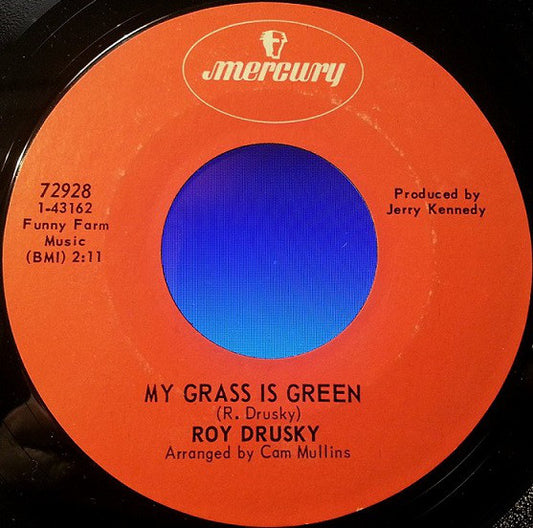 mercury
72928
1-43162
Funny Farm
Music
(BMI) 2:11
Produced by
Jerry Kennedy
MY GRASS IS GREEN
(R. Drusky)
ROY DRUSKY
Arranged by Cam Mullins